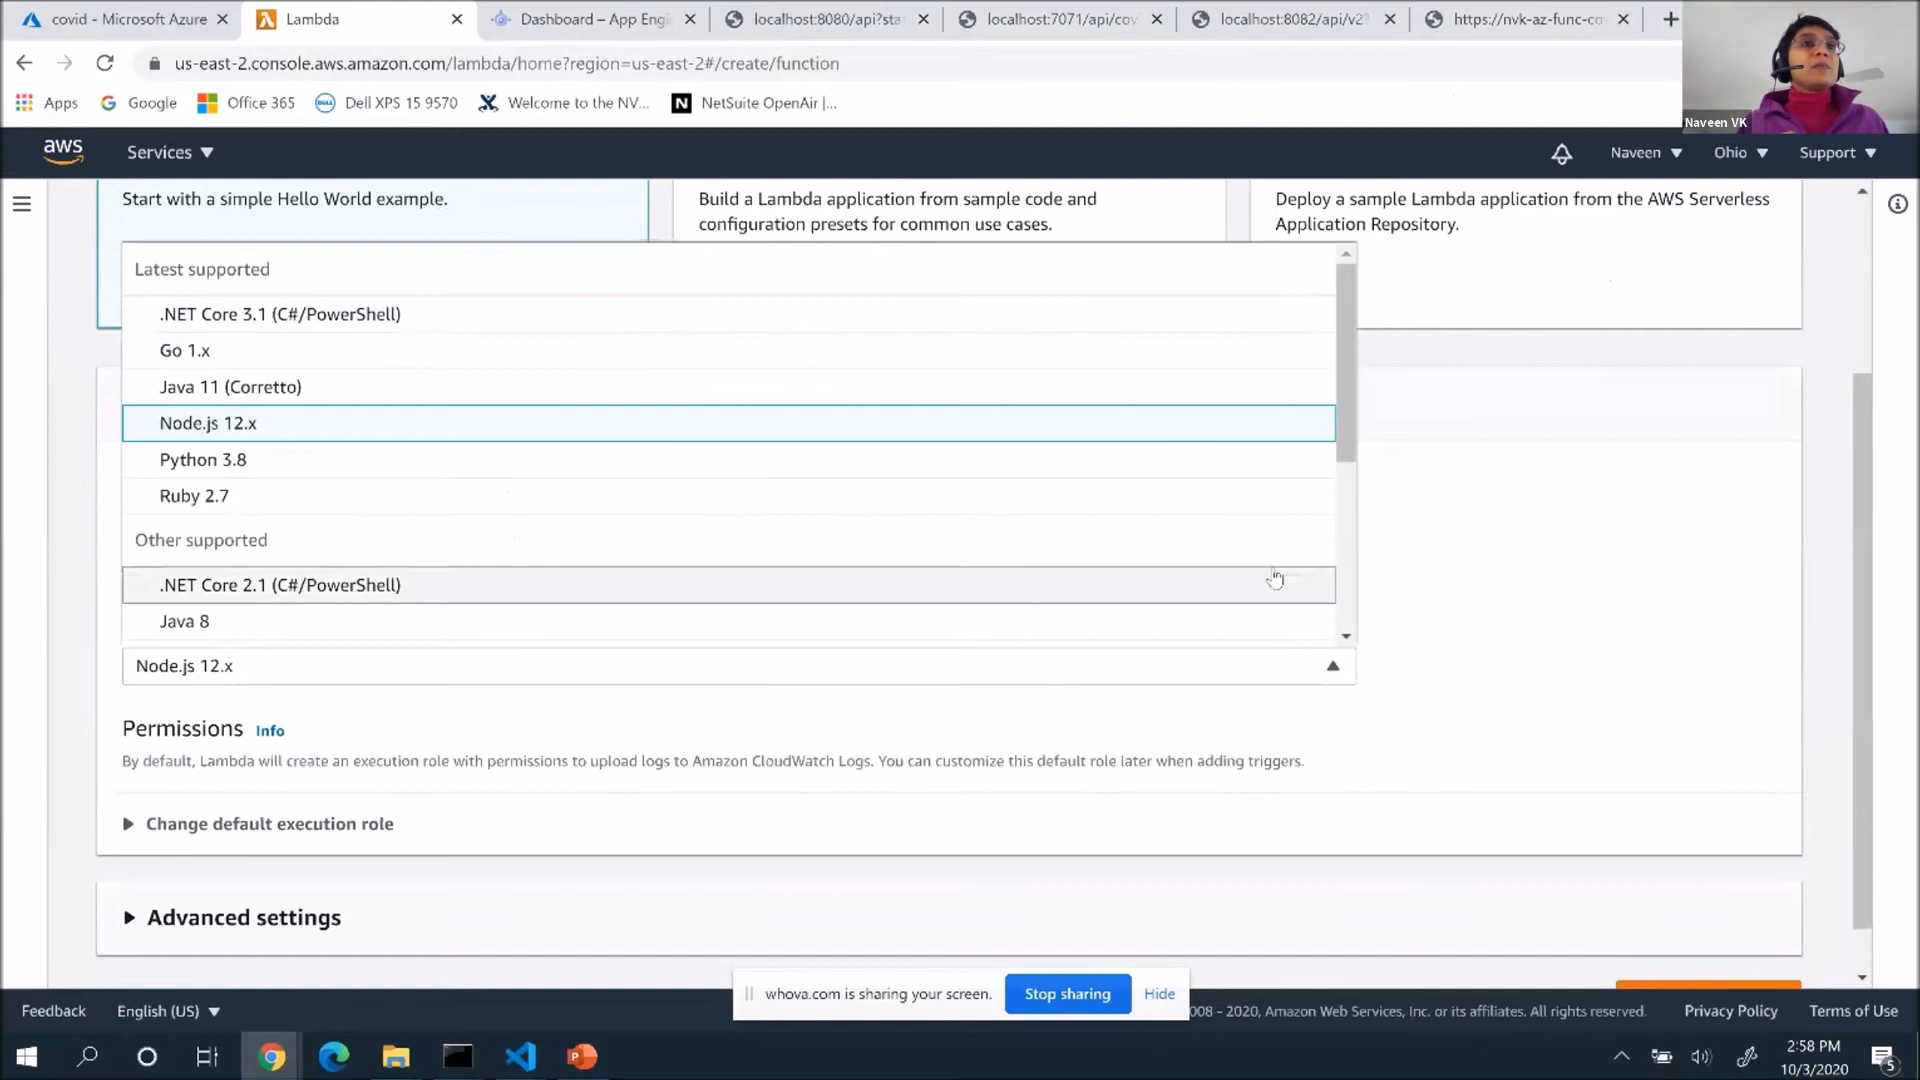 covid - Microsoft Azure
Lambda
Dashboard – App Engi
localhost:8080/api?sta
localhost:7071/api/cov
localhost:8082/api/v2?
https://nvk-az-func-co
us-east-2.console.aws.amazon.com/lambda/home?region=us-east-2#/create/function
Apps
Google
Office 365
Dell XPS 15 9570
Welcome to the NV...
NetSuite OpenAir |...
Naveen VK
aws
Services
Naveen
Ohio
Support
Start with a simple Hello World example.
Build a Lambda application from sample code and
configuration presets for common use cases.
Deploy a sample Lambda application from the AWS Serverless
Application Repository.
Latest supported
.NET Core 3.1 (C#/PowerShell)
Go 1.x
Java 11 (Corretto)
Node.js 12.x
Python 3.8
Ruby 2.7
Other supported
.NET Core 2.1 (C#/PowerShell)
Java 8
Node.js 12.x
Permissions Info
By default, Lambda will create an execution role with permissions to upload logs to Amazon CloudWatch Logs. You can customize this default role later when adding triggers.
Change default execution role
Advanced settings
whova.com is sharing your screen.
Stop sharing
Hide
Feedback
English (US)
008 - 2020, Amazon Web Services, Inc. or its affiliates. All rights reserved.
Privacy Policy
Terms of Use
2:58 PM
10/3/2020
5